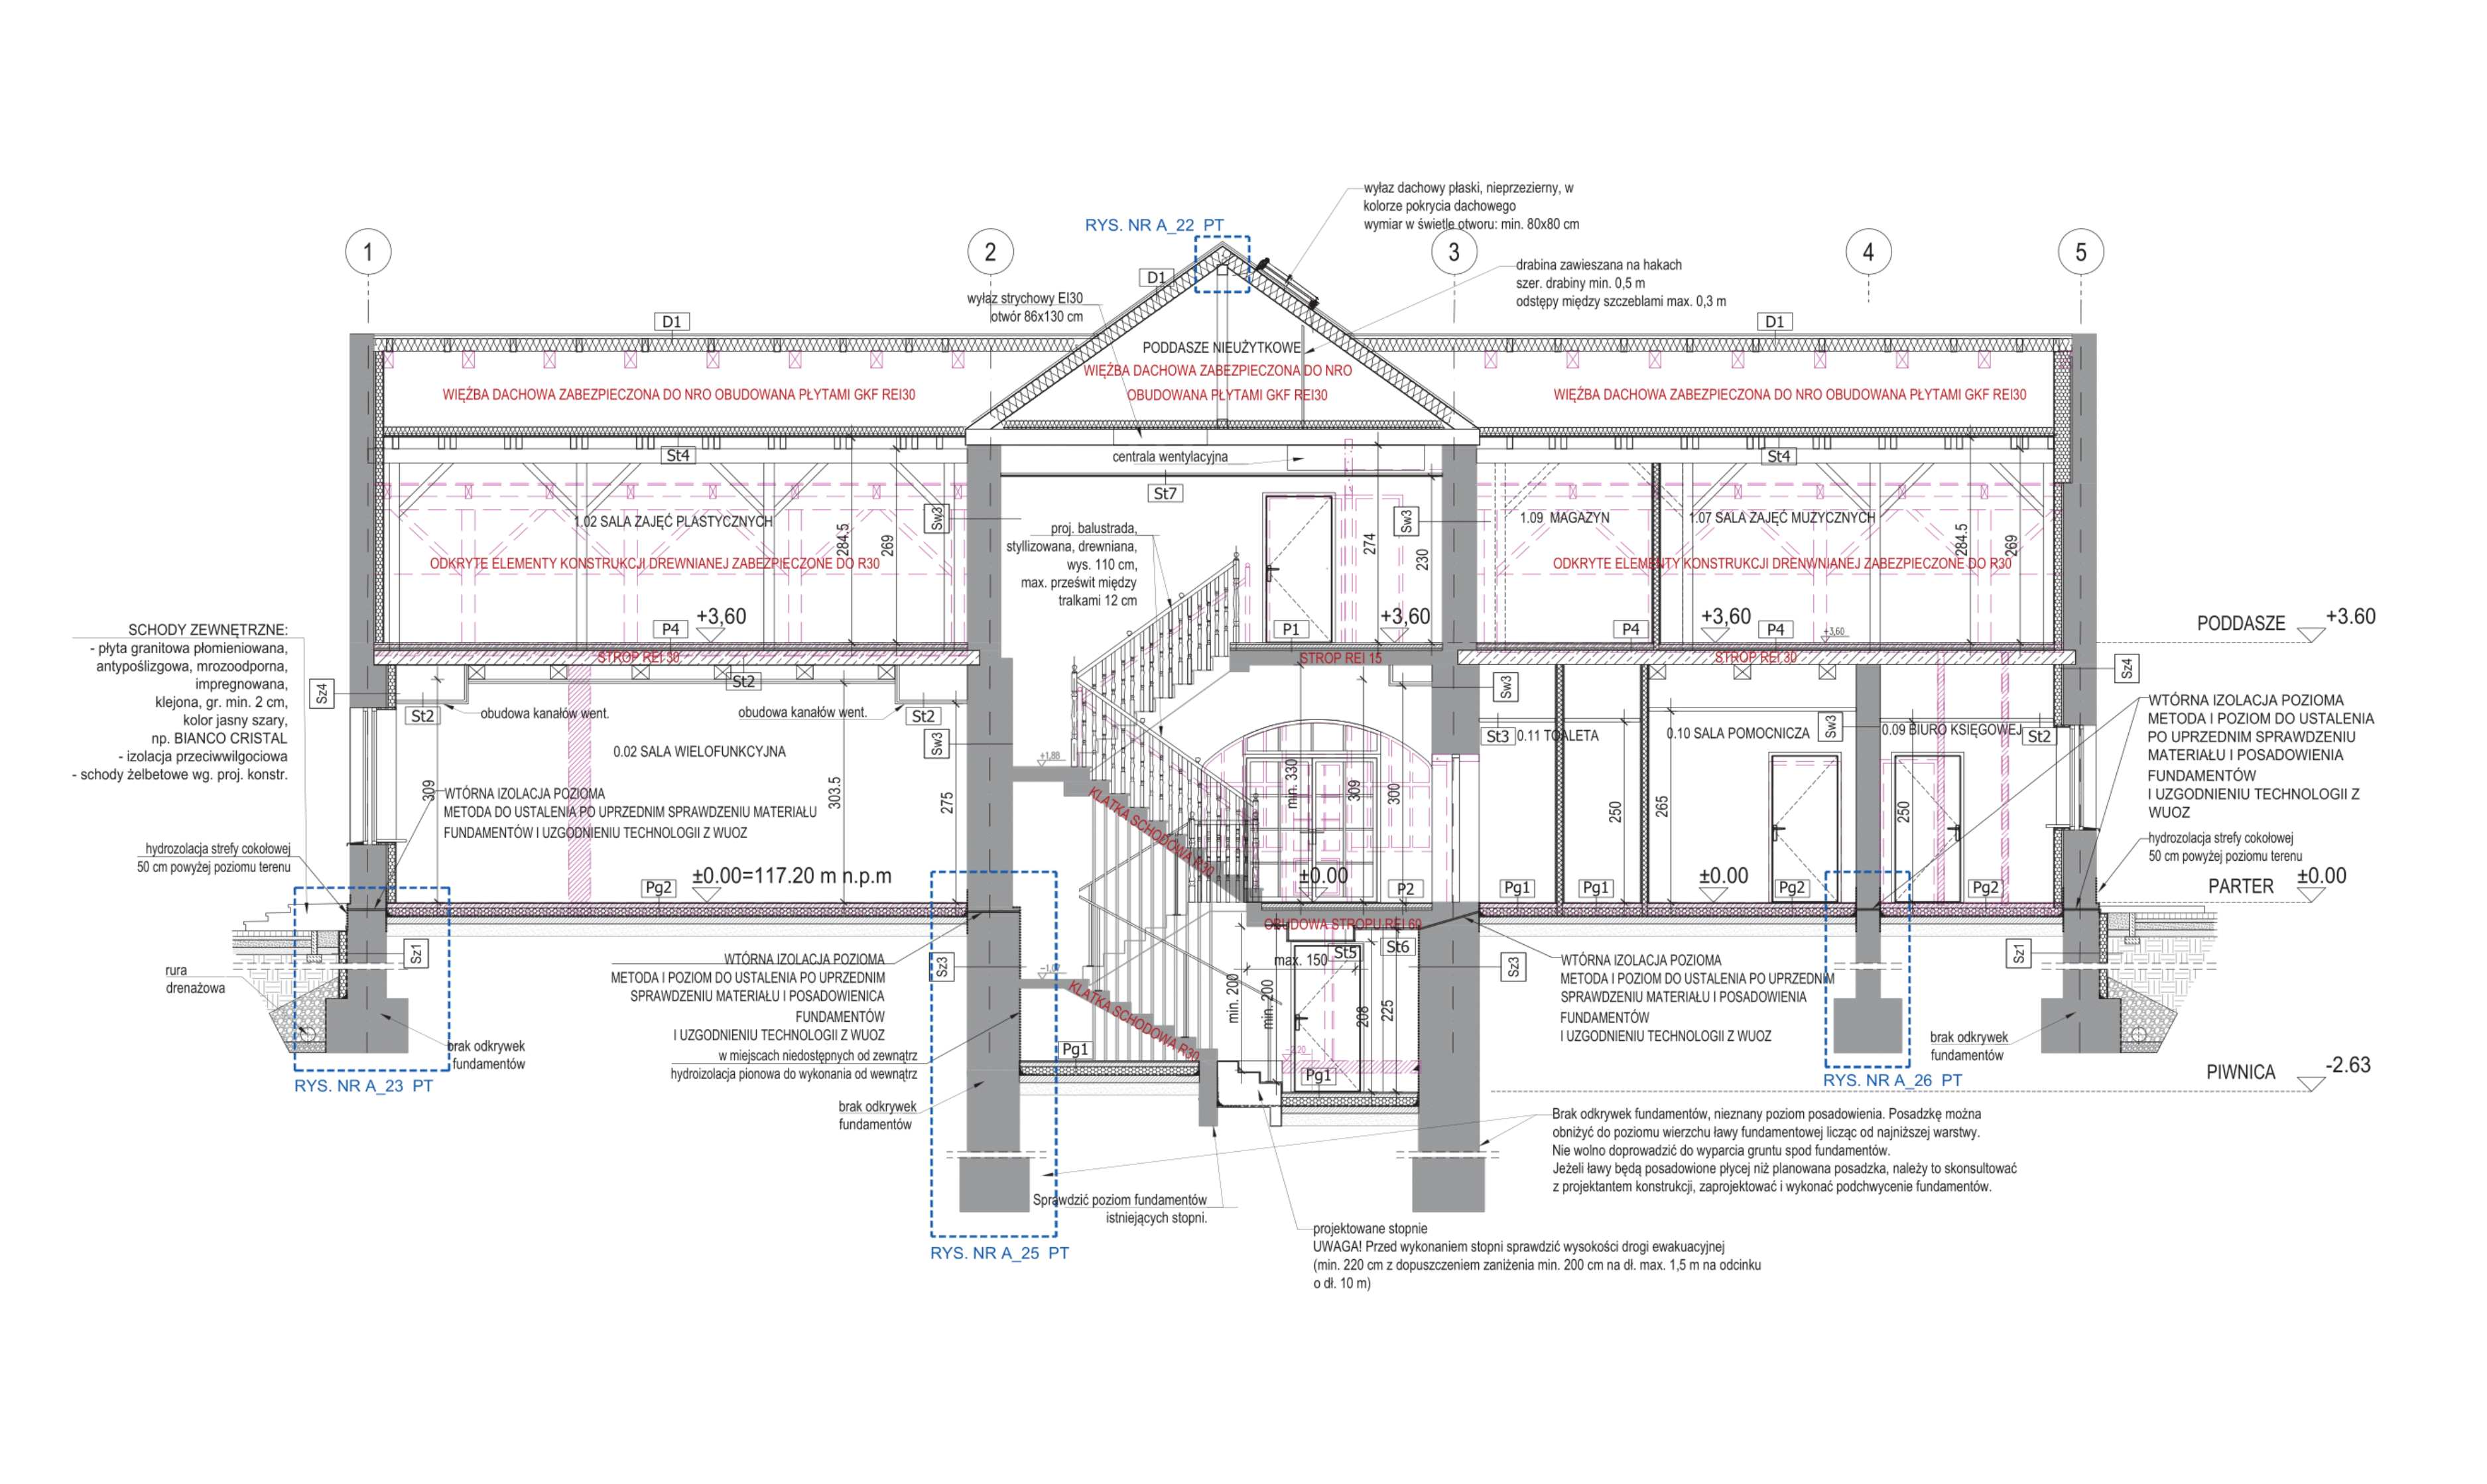 wyłaz dachowy płaski, nieprzezierny, w
kolorze pokrycia dachowego
wymiar w świetle otworu: min. 80x80 cm
RYS. NR A_22 PT
1
2
3
4
5
drabina zawieszana na hakach
szer. drabiny min. 0,5 m
odstępy między szczeblami max. 0,3 m
D1
wyłaz strychowy EI30
otwór 86x130 cm
D1
D1
PODDASZE NIEUŻYTKOWE
WIĘŹBA DACHOWA ZABEZPIECZONA DO NRO
OBUDOWANA PŁYTAMI GKF REI30
WIĘŹBA DACHOWA ZABEZPIECZONA DO NRO OBUDOWANA PŁYTAMI GKF REI30
WIĘŹBA DACHOWA ZABEZPIECZONA DO NRO OBUDOWANA PŁYTAMI GKF REI30
St4
centrala wentylacyjna
St4
St7
1.02 SALA ZAJĘĆ PLASTYCZNYCH
284.5
269
Sw3
proj. balustrada,
styllizowana, drewniana,
wys. 110 cm,
max. prześwit między
tralkami 12 cm
274
Sw3
230
1.09 MAGAZYN
1.07 SALA ZAJĘĆ MUZYCZNYCH
284.5
269
ODKRYTE ELEMENTY KONSTRUKCJI DREWNIANEJ ZABEZPIECZONE DO R30
ODKRYTE ELEMENTY KONSTRUKCJI DRENWNIANEJ ZABEZPIECZONE DO R30
P4
+3,60
P1
+3,60
P4
+3,60
P4
+3,60
PODDASZE
+3.60
STROP REI 30
STROP REI 15
STROP REI 30
SCHODY ZEWNĘTRZNE:
- płyta granitowa płomieniowana,
antypoślizgowa, mrozoodporna,
impregnowana,
klejona, gr. min. 2 cm,
kolor jasny szary,
np. BIANCO CRISTAL
- izolacja przeciwwilgociowa
- schody żelbetowe wg. proj. konstr.
Sz4
St2
obudowa kanałów went.
St2
obudowa kanałów went.
St2
Sw3
Sw3
Sz4
0.02 SALA WIELOFUNKCYJNA
+1,88
St3
0.11 TOALETA
0.10 SALA POMOCNICZA
Sw3
0.09 BIURO KSIĘGOWEJ
St2
WTÓRNA IZOLACJA POZIOMA
METODA I POZIOM DO USTALENIA
PO UPRZEDNIM SPRAWDZENIU
MATERIAŁU I POSADOWIENIA
FUNDAMENTÓW
I UZGODNIENIU TECHNOLOGII Z
WUOZ
309
WTÓRNA IZOLACJA POZIOMA
METODA DO USTALENIA PO UPRZEDNIM SPRAWDZENIU MATERIAŁU
FUNDAMENTÓW I UZGODNIENIU TECHNOLOGII Z WUOZ
303.5
275
KLATKA SCHODOWA R30
min. 330
309
300
250
265
250
hydrozolacja strefy cokołowej
50 cm powyżej poziomu terenu
hydrozolacja strefy cokołowej
50 cm powyżej poziomu terenu
Pg2
±0.00=117.20 m n.p.m
±0.00
P2
Pg1
Pg1
±0.00
Pg2
Pg2
PARTER
±0.00
OBUDOWA STROPU REI 60
Sz1
rura
drenażowa
WTÓRNA IZOLACJA POZIOMA
METODA I POZIOM DO USTALENIA PO UPRZEDNIM
SPRAWDZENIU MATERIAŁU I POSADOWIENICA
FUNDAMENTÓW
I UZGODNIENIU TECHNOLOGII Z WUOZ
Sz3
KLATKA SCHODOWA R30
max. 150
St5
St6
min. 200
min. 200
208
225
Sz3
WTÓRNA IZOLACJA POZIOMA
METODA I POZIOM DO USTALENIA PO UPRZEDNIM
SPRAWDZENIU MATERIAŁU I POSADOWIENIA
FUNDAMENTÓW
I UZGODNIENIU TECHNOLOGII Z WUOZ
Sz1
w miejscach niedostępnych od zewnątrz
hydroizolacja pionowa do wykonania od wewnątrz
Pg1
-2,20
Pg1
brak odkrywek
fundamentów
brak odkrywek
fundamentów
RYS. NR A_23 PT
RYS. NR A_26 PT
PIWNICA
-2.63
brak odkrywek
fundamentów
Brak odkrywek fundamentów, nieznany poziom posadowienia. Posadzkę można
obniżyć do poziomu wierzchu ławy fundamentowej licząc od najniższej warstwy.
Nie wolno doprowadzić do wyparcia gruntu spod fundamentów.
Jeżeli ławy będą posadowione płycej niż planowana posadzka, należy to skonsultować
z projektantem konstrukcji, zaprojektować i wykonać podchwycenie fundamentów.
Sprawdzić poziom fundamentów
istniejących stopni.
RYS. NR A_25 PT
projektowane stopnie
UWAGA! Przed wykonaniem stopni sprawdzić wysokości drogi ewakuacyjnej
(min. 220 cm z dopuszczeniem zaniżenia min. 200 cm na dł. max. 1,5 m na odcinku
o dł. 10 m)